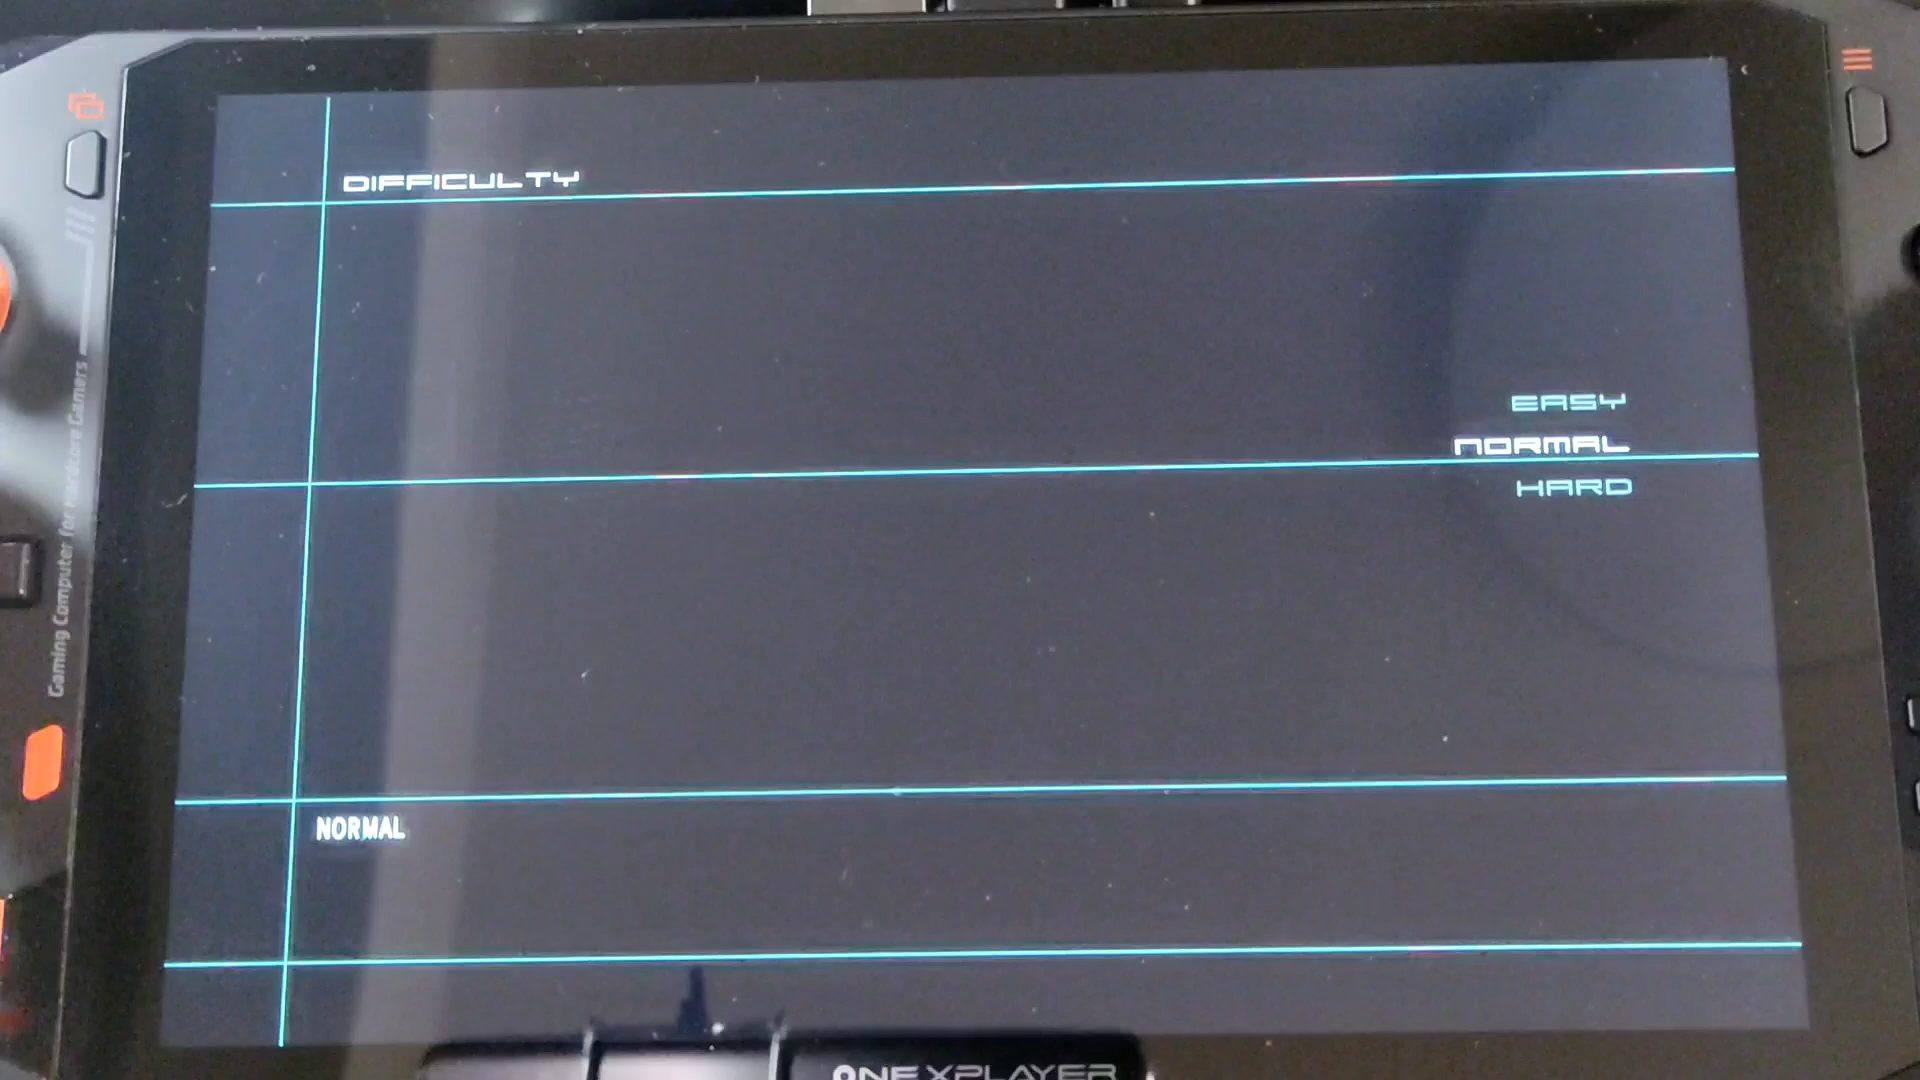 DIFFICULTY
EASY
NORMAL
HARD
NORMAL
Gaming Computer for Hardcore Gamers
ONEXPLAYER